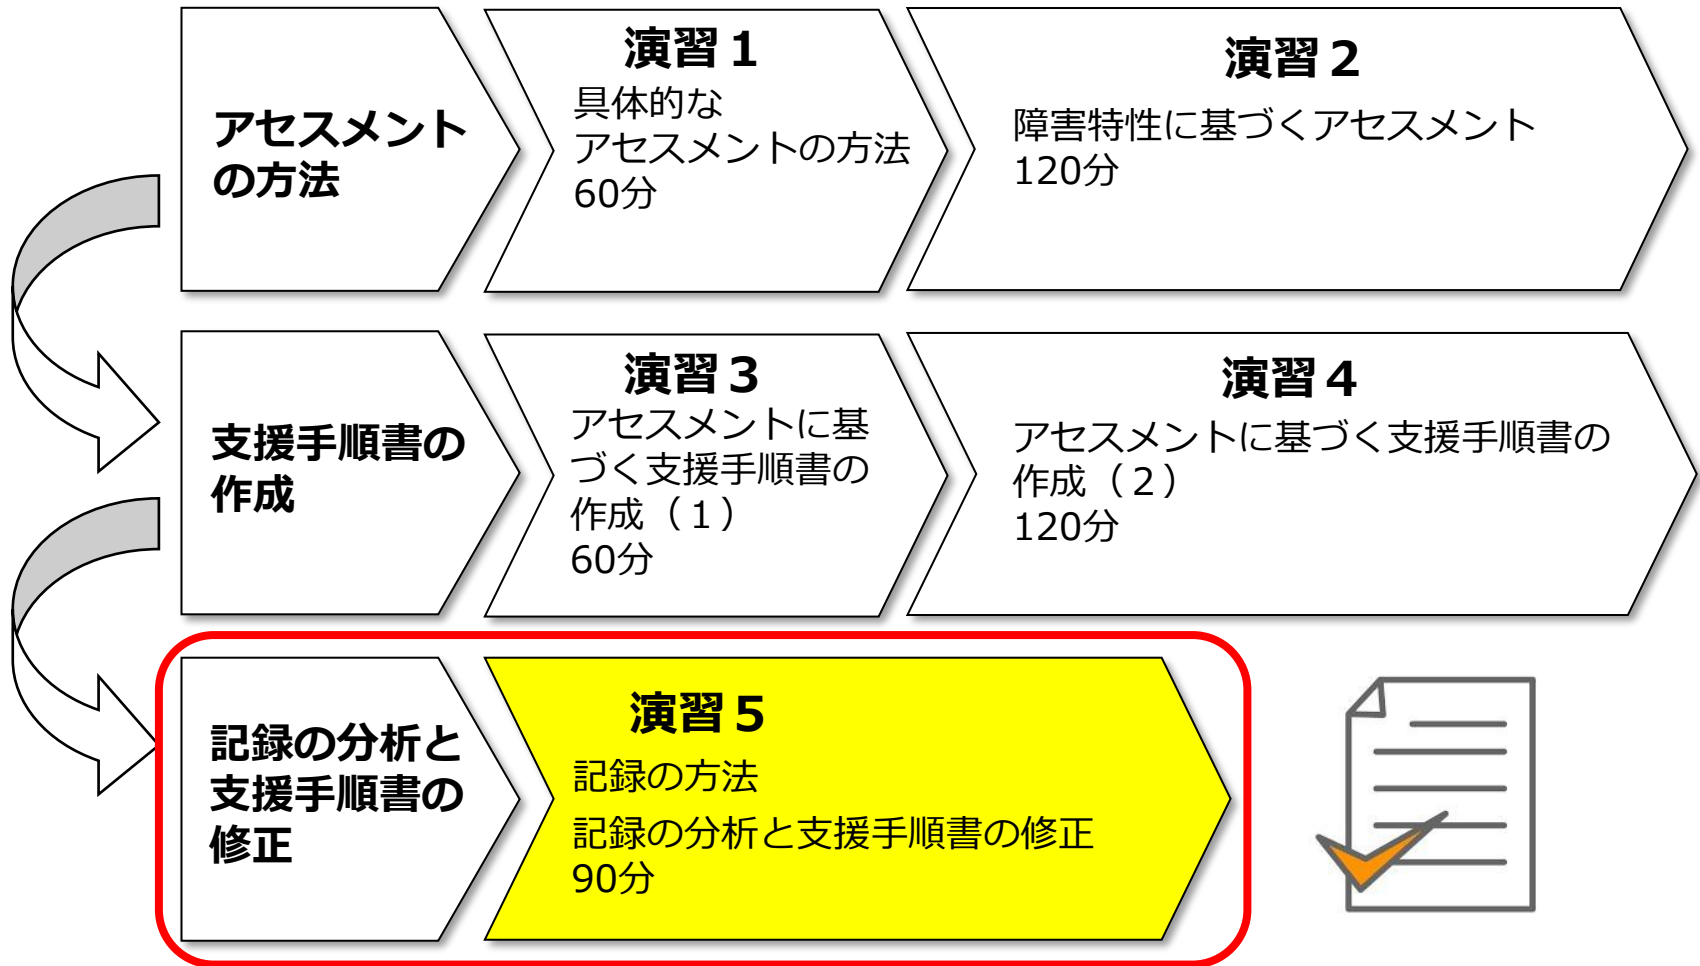 アセスメント
の方法
演習１
具体的な
アセスメントの方法
60分
演習２
障害特性に基づくアセスメント
120分
支援手順書の
作成
演習３
アセスメントに基
づく支援手順書の
作成（１）
60分
演習４
アセスメントに基づく支援手順書の
作成（２）
120分
記録の分析と
支援手順書の
修正
演習５
記録の方法
記録の分析と支援手順書の修正
90分